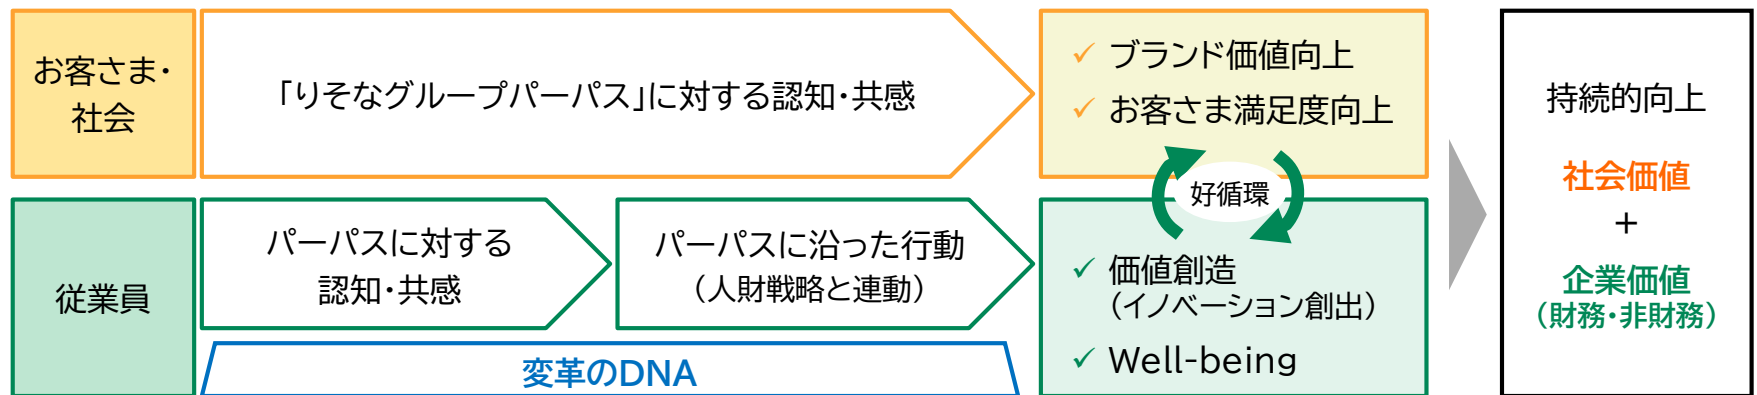 お客さま・
社会
「りそなグループパーパス」に対する認知・共感
✓ ブランド価値向上
✓ お客さま満足度向上
好循環
従業員
パーパスに対する
認知・共感
パーパスに沿った行動
（人財戦略と連動）
✓ 価値創造
（イノベーション創出）
✓ Well-being
変革のDNA
持続的向上
社会価値
+
企業価値
（財務・非財務）